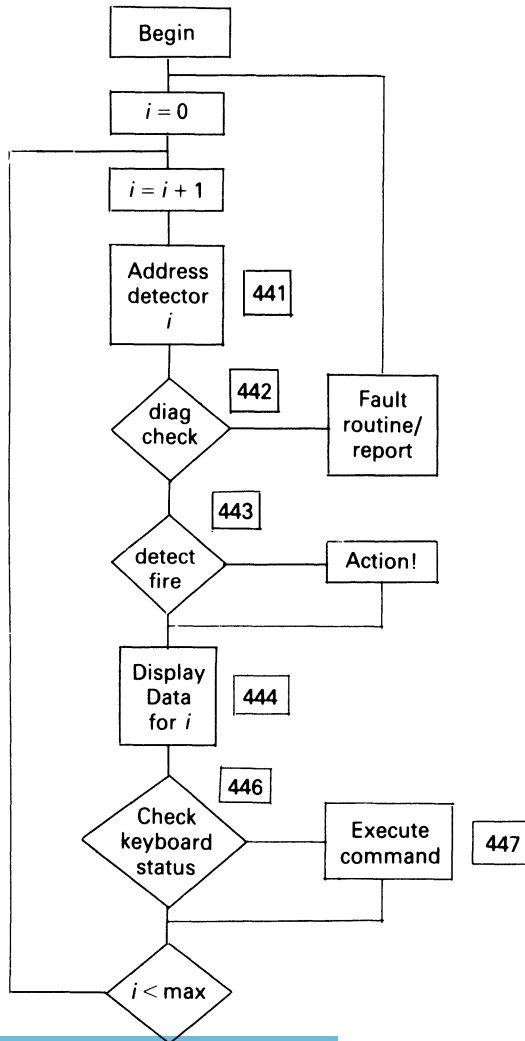 Begin
i = 0
i = i + 1
Address
detector
i
441
442
diag
check
Fault
routine/
report
443
detect
fire
Action!
Display
Data
for i
444
446
Check
keyboard
status
Execute
command
447
i < max